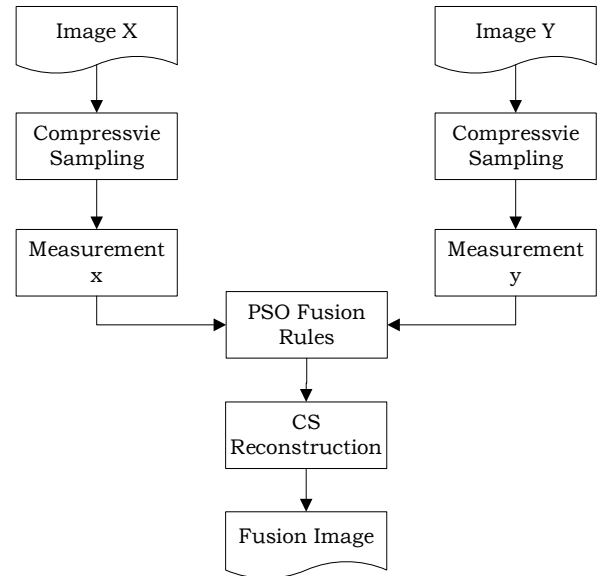 Image X
Image Y
Compressvie
Sampling
Compressvie
Sampling
Measurement
x
Measurement
y
PSO Fusion
Rules
CS
Reconstruction
Fusion Image